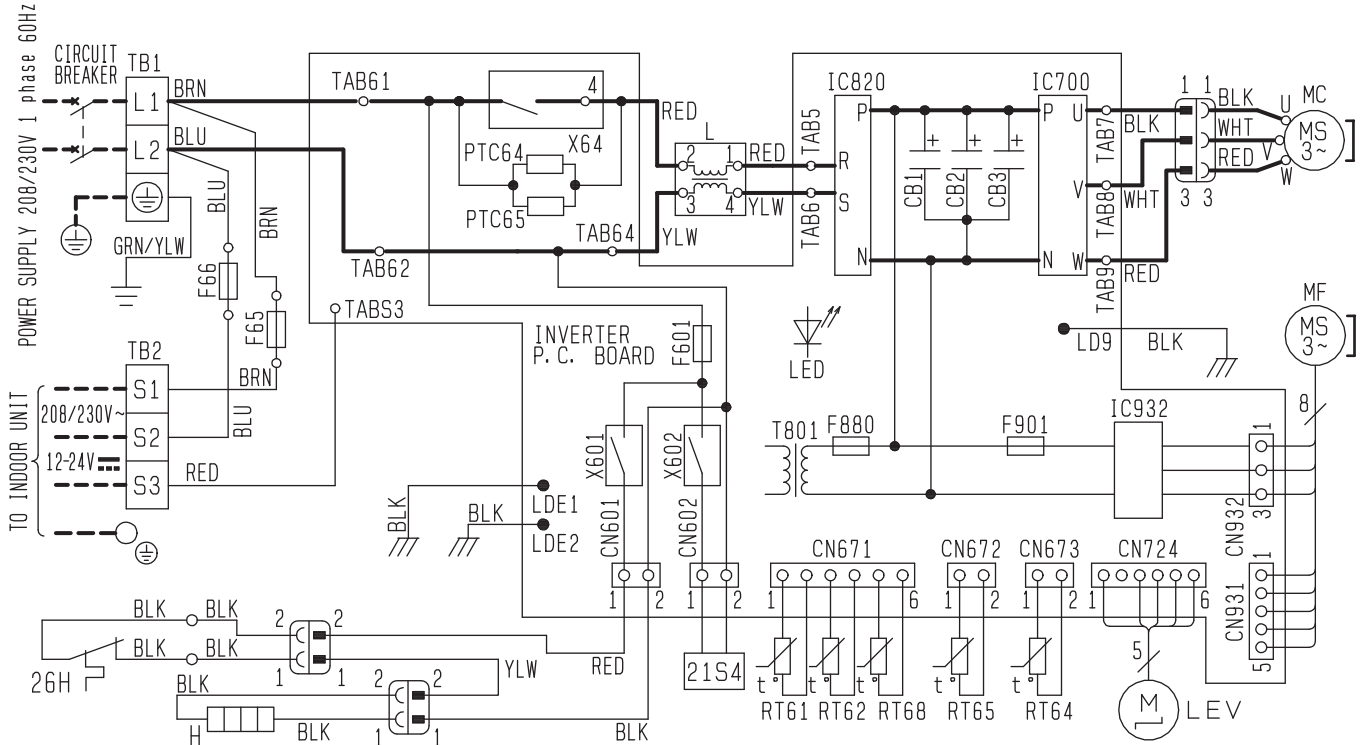 POWER SUPPLY 208/230V 1 phase 60Hz
CIRCUIT
BREAKER
TB1
L1
L2
BRN
BLU
BLU
BRN
GRN/YLW
F66
F65
TAB61
TAB62
TABS3
4
X64
PTC64
PTC65
TAB64
RED
YLW
L
2 1
3 4
RED
YLW
TAB5
TAB6
IC820
P
R
S
N
CB1
CB2
CB3
+
+
+
IC700
P
U
V
N
W
TAB7
TAB8
TAB9
BLK
WHT
RED
1 1
3 3
BLK
WHT
RED
U
V
W
MC
MS
3~
MF
MS
3~
8
LED
LD9
BLK
INVERTER
P.C. BOARD
F601
TB2
S1
S2
S3
BRN
BLU
RED
TO INDOOR UNIT
208/230V~
12-24V
X601
X602
LDE1
LDE2
BLK
BLK
CN601
CN602
1 2
1 2
21S4
T801
F880
F901
IC932
CN932
1
3
CN931
1
5
CN671
1 6
CN672
1 2
CN673
1 2
CN724
1 6
t°
t°
t°
t°
t°
RT61
RT62
RT68
RT65
RT64
5
M
LEV
26H
BLK
BLK
BLK
BLK
2 2
1 1
RED
YLW
BLK
H
BLK
2 2
1 1
BLK